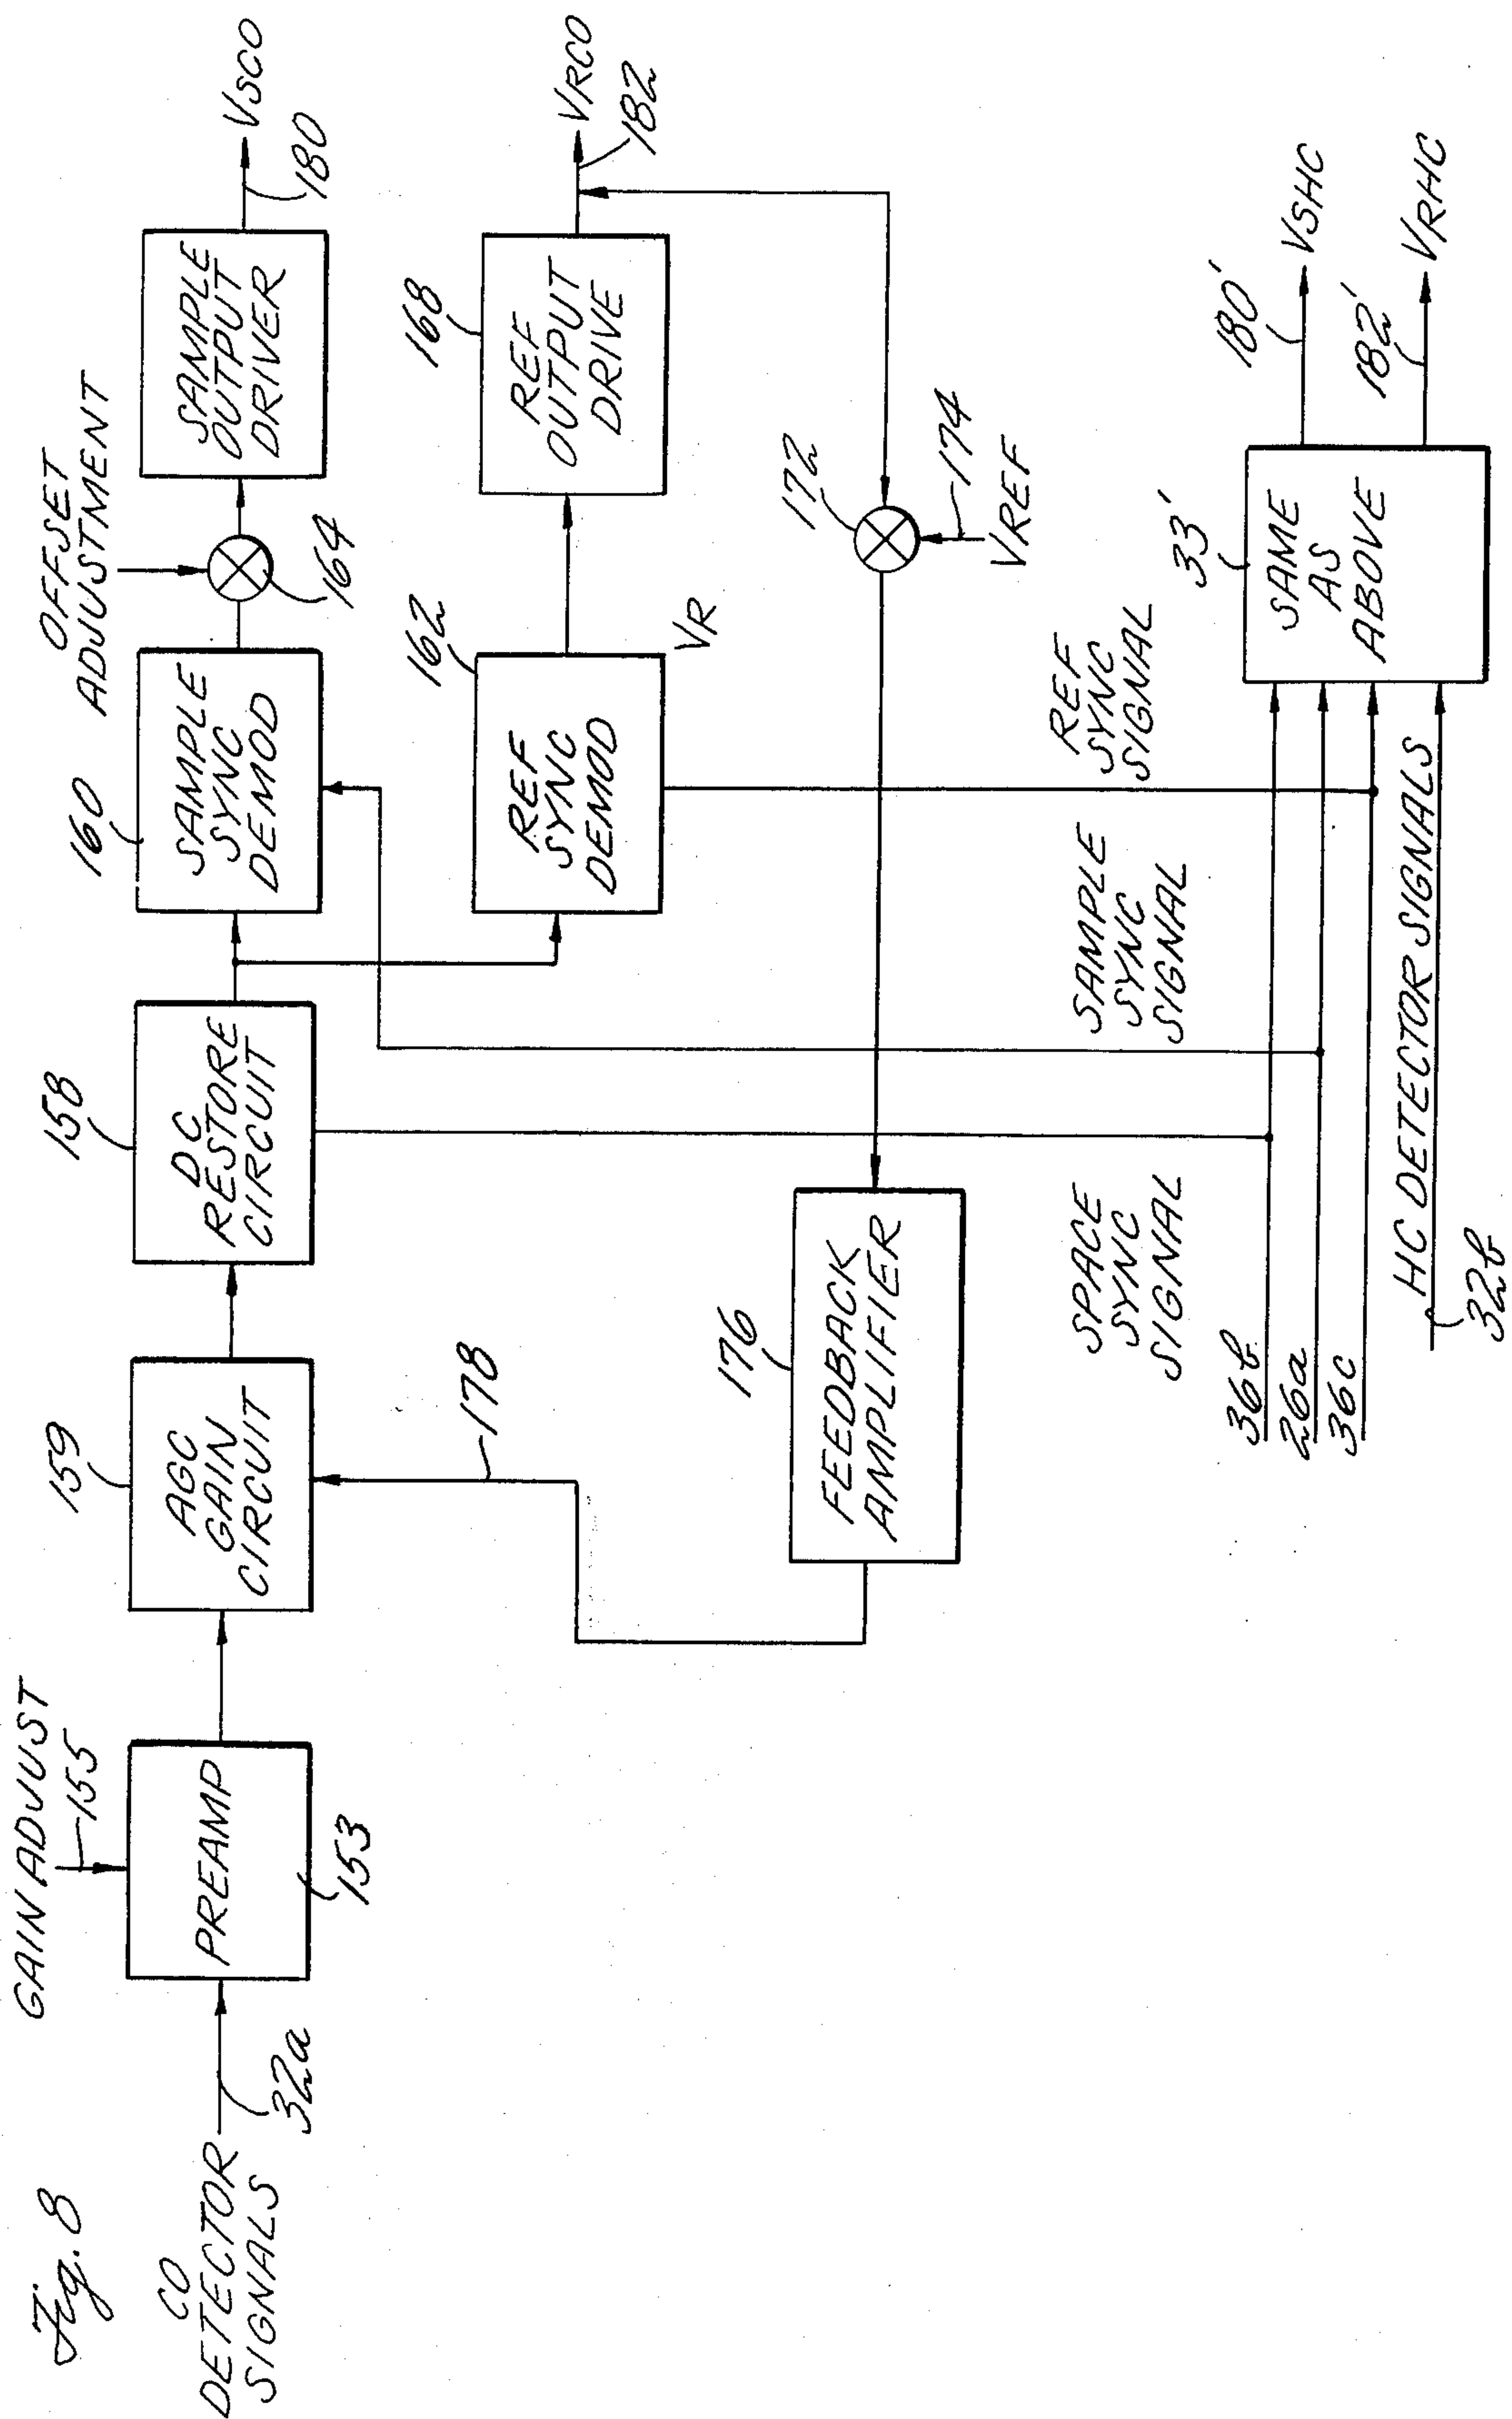 Fig. 8
CO
DETECTOR
SIGNALS
32a
GAIN ADJUST
155
PREAMP
153
159
AGC
GAIN
CIRCUIT
178
158
DC
RESTORE
CIRCUIT
160
SAMPLE
SYNC
DEMOD
OFFSET
ADJUSTMENT
164
SAMPLE
OUTPUT
DRIVER
VSCO
180
162
REF
SYNC
DEMOD
VR
168
REF
OUTPUT
DRIVE
VRCO
182
172
174
VREF
176
FEEDBACK
AMPLIFIER
SPACE
SYNC
SIGNAL
SAMPLE
SYNC
SIGNAL
REF
SYNC
SIGNAL
36b
26a
36c
HC DETECTOR SIGNALS
32b
33'
SAME
AS
ABOVE
180'
VSHC
182'
VRHC